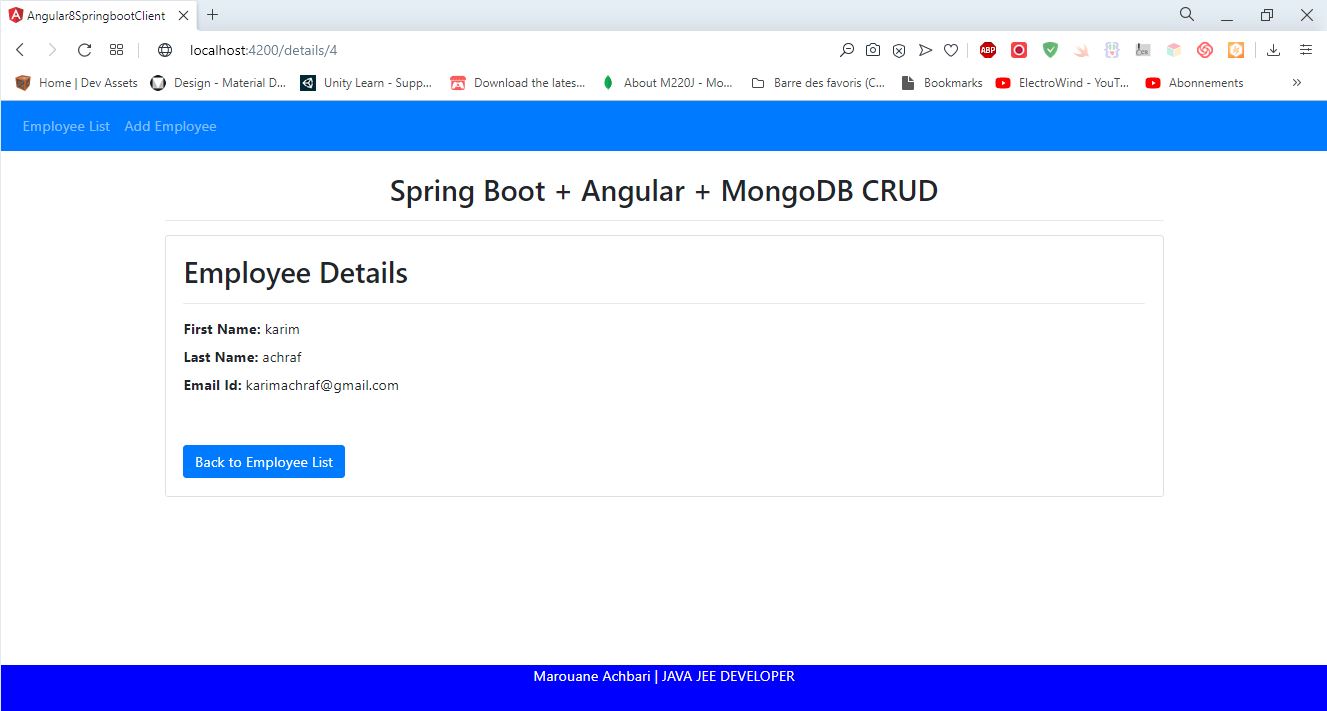 Angular8SpringbootClient
localhost:4200/details/4
ABP
Home | Dev Assets Design - Material D... Unity Learn - Supp... Download the lates... About M220J - Mo... Barre des favoris (C... Bookmarks ElectroWind - YouT... Abonnements
Employee List Add Employee
Spring Boot + Angular + MongoDB CRUD
Employee Details
First Name: karim
Last Name: achraf
Email Id: karimachraf@gmail.com
Back to Employee List
Marouane Achbari | JAVA JEE DEVELOPER